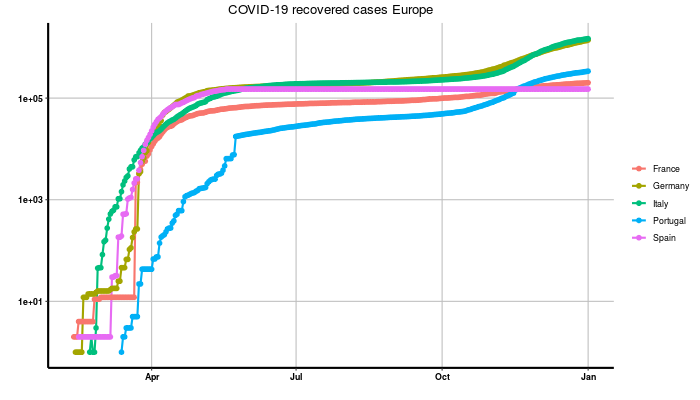 COVID-19 recovered cases Europe
1e+05
1e+03
1e+01
Apr
Jul
Oct
Jan
France
Germany
Italy
Portugal
Spain